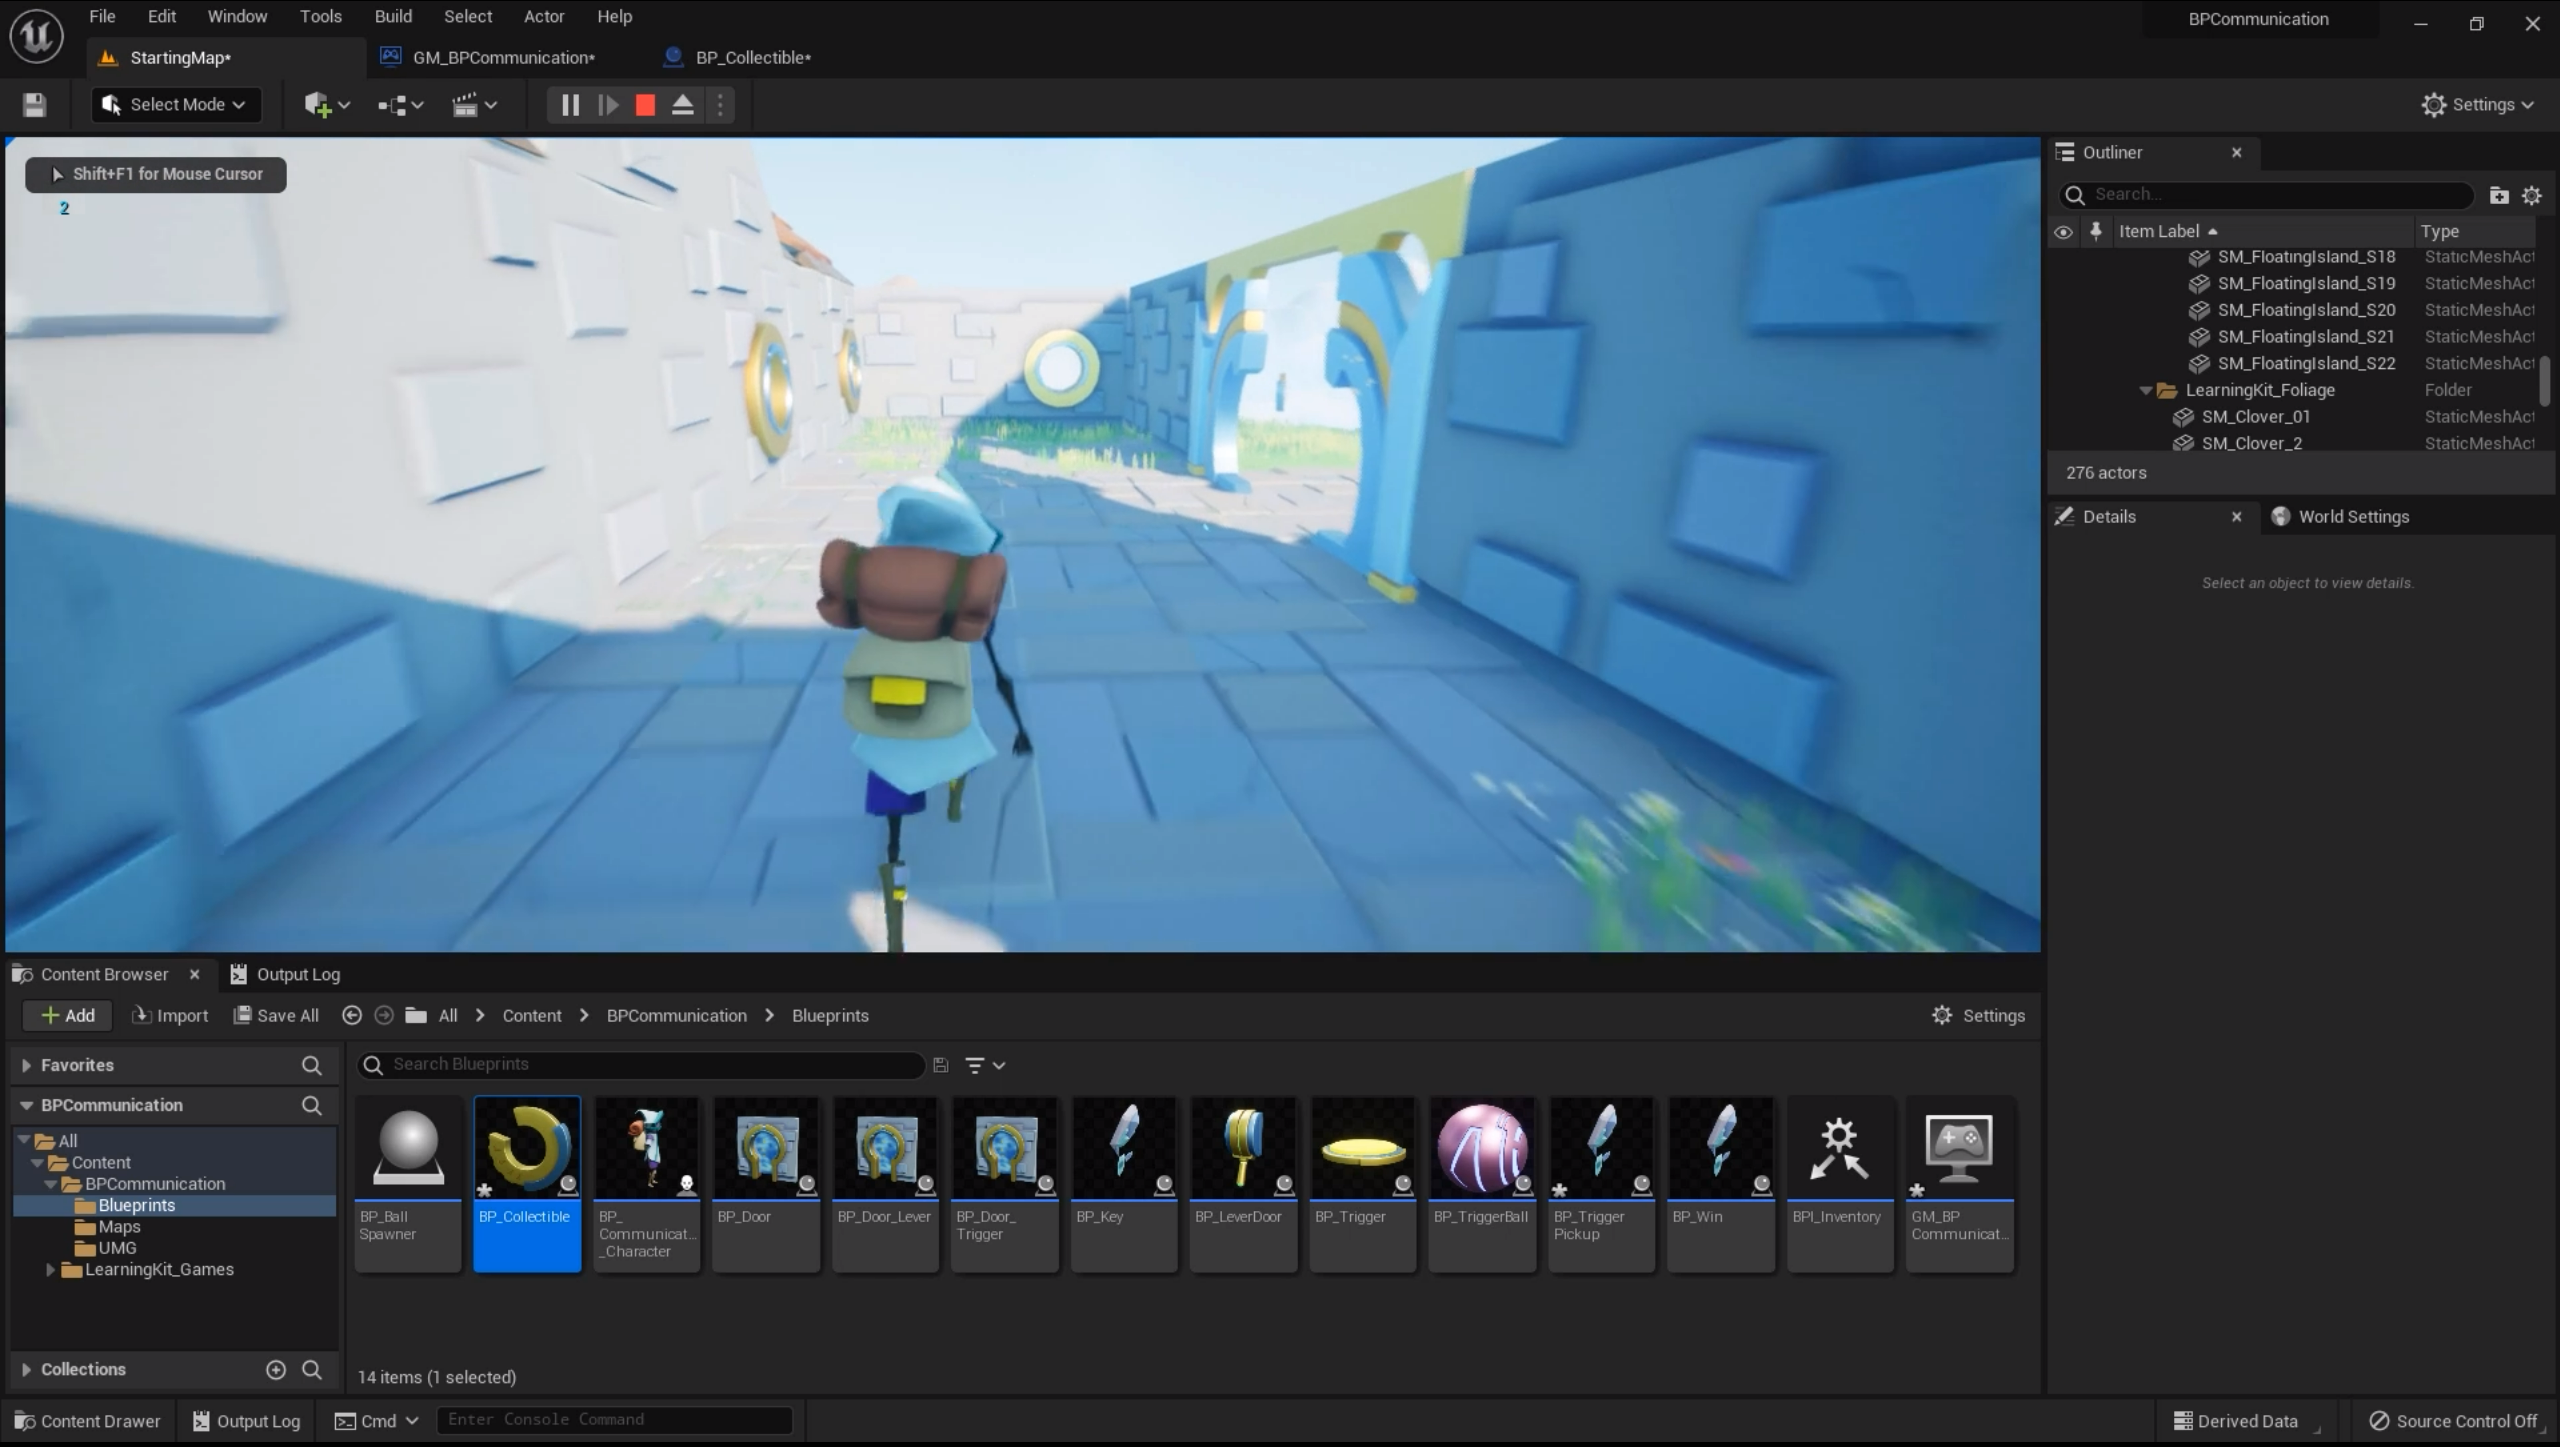 File Edit Window Tools Build Select Actor Help
BPCommunication
StartingMap*
GM_BPCommunication*
BP_Collectible*
Select Mode
Settings
Shift+F1 for Mouse Cursor
2
Outliner
Search...
Item Label
Type
SM_FloatingIsland_S18 StaticMeshAct
SM_FloatingIsland_S19 StaticMeshAct
SM_FloatingIsland_S20 StaticMeshAct
SM_FloatingIsland_S21 StaticMeshAct
SM_FloatingIsland_S22 StaticMeshAct
LearningKit_Foliage Folder
SM_Clover_01 StaticMeshAct
SM_Clover_2 StaticMeshAct
276 actors
Details
World Settings
Select an object to view details.
Content Browser
Output Log
Add
Import
Save All
All > Content > BPCommunication > Blueprints
Settings
Favorites
BPCommunication
All
Content
BPCommunication
Blueprints
Maps
UMG
LearningKit_Games
Collections
Search Blueprints
BP_Ball
Spawner
BP_Collectible
BP_
Communicat...
_Character
BP_Door
BP_Door_Lever
BP_Door_
Trigger
BP_Key
BP_LeverDoor
BP_Trigger
BP_TriggerBall
BP_Trigger
Pickup
BP_Win
BPI_Inventory
GM_BP
Communicat...
14 items (1 selected)
Content Drawer
Output Log
Cmd
Enter Console Command
Derived Data
Source Control Off